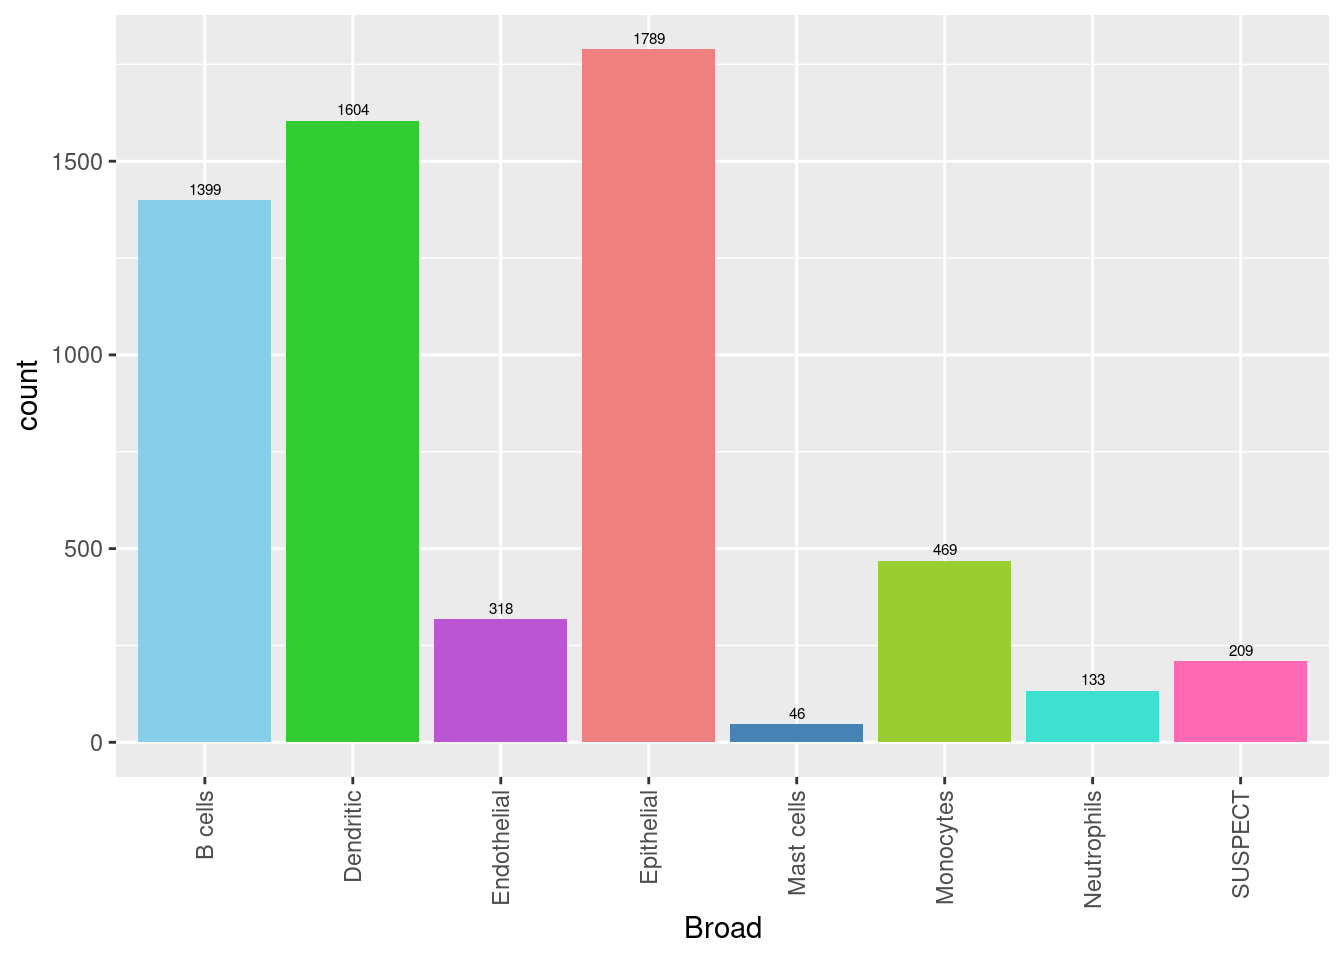 1789
1604
1399
469
318
209
133
46
1500
1000
500
0
count
B cells
Dendritic
Endothelial
Epithelial
Mast cells
Monocytes
Neutrophils
SUSPECT
Broad